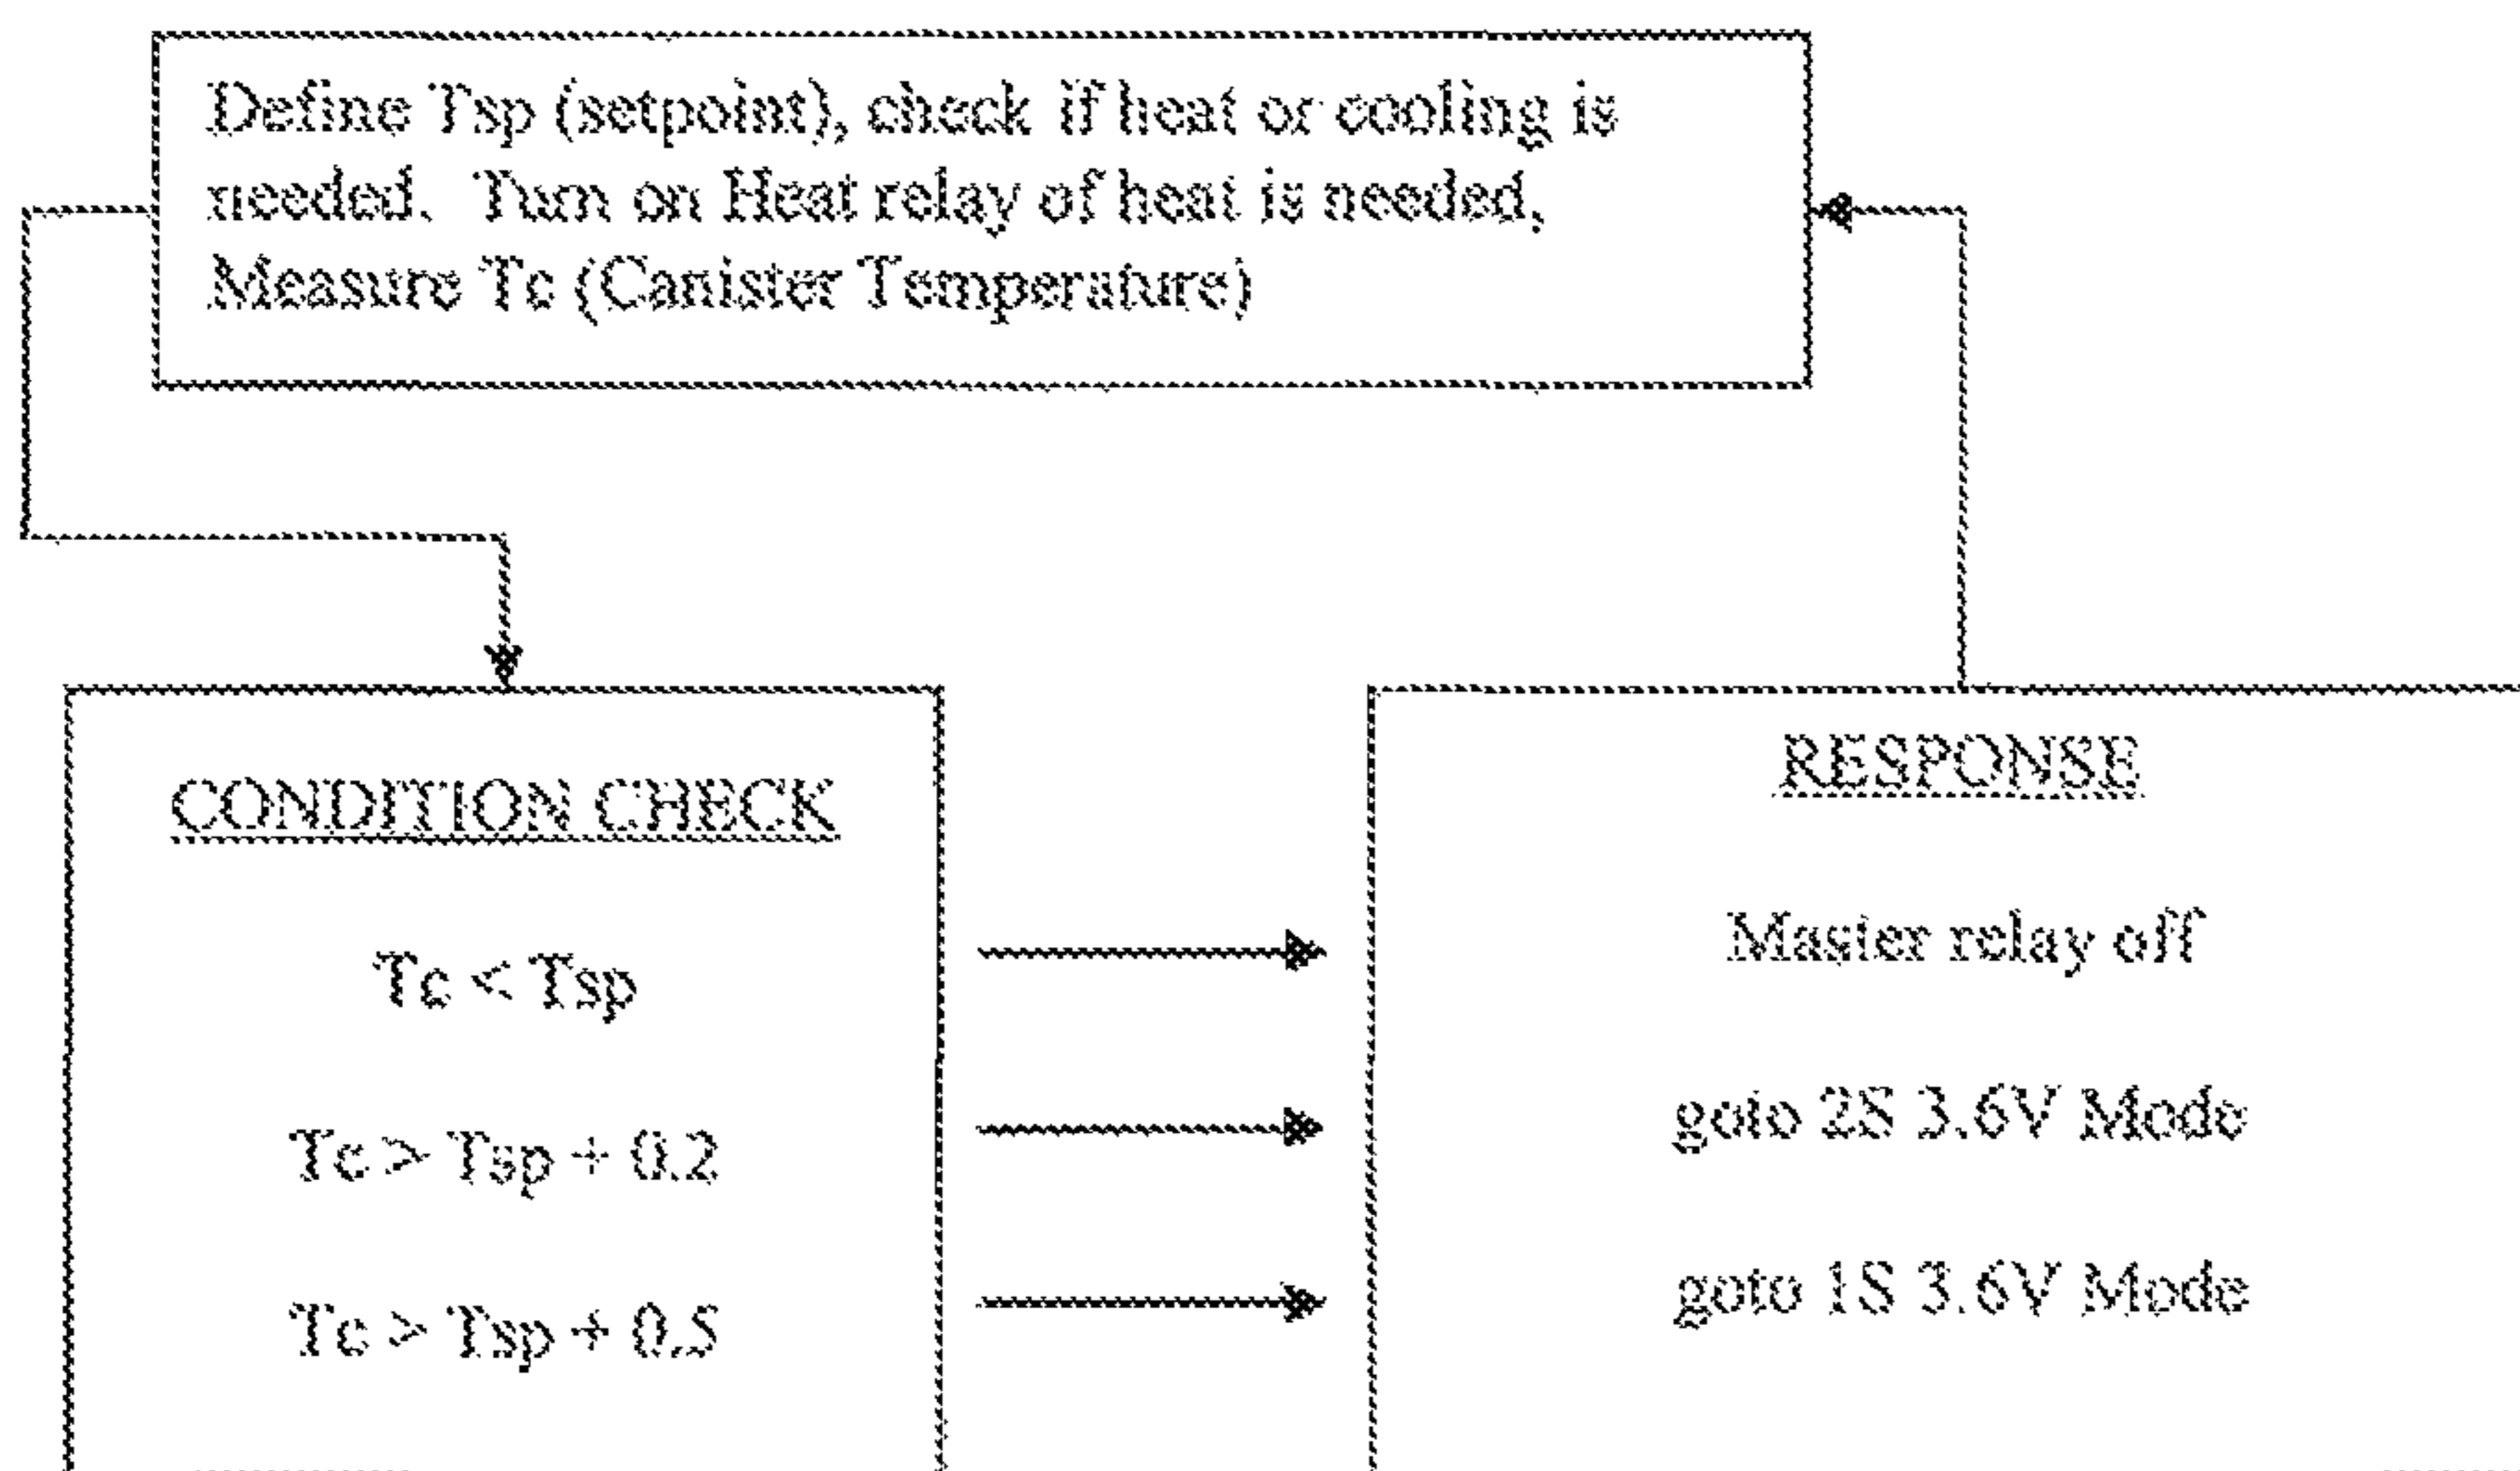 Define Tsp (setpoint), check if heat or cooling is
needed. Turn on Heat relay of heat is needed,
Measure Tc (Canister Temperature)
CONDITION CHECK
Tc < Tsp
Tc > Tsp + 0.2
Tc > Tsp + 0.5
RESPONSE
Master relay off
goto 2S 3.6V Mode
goto 1S 3.6V Mode